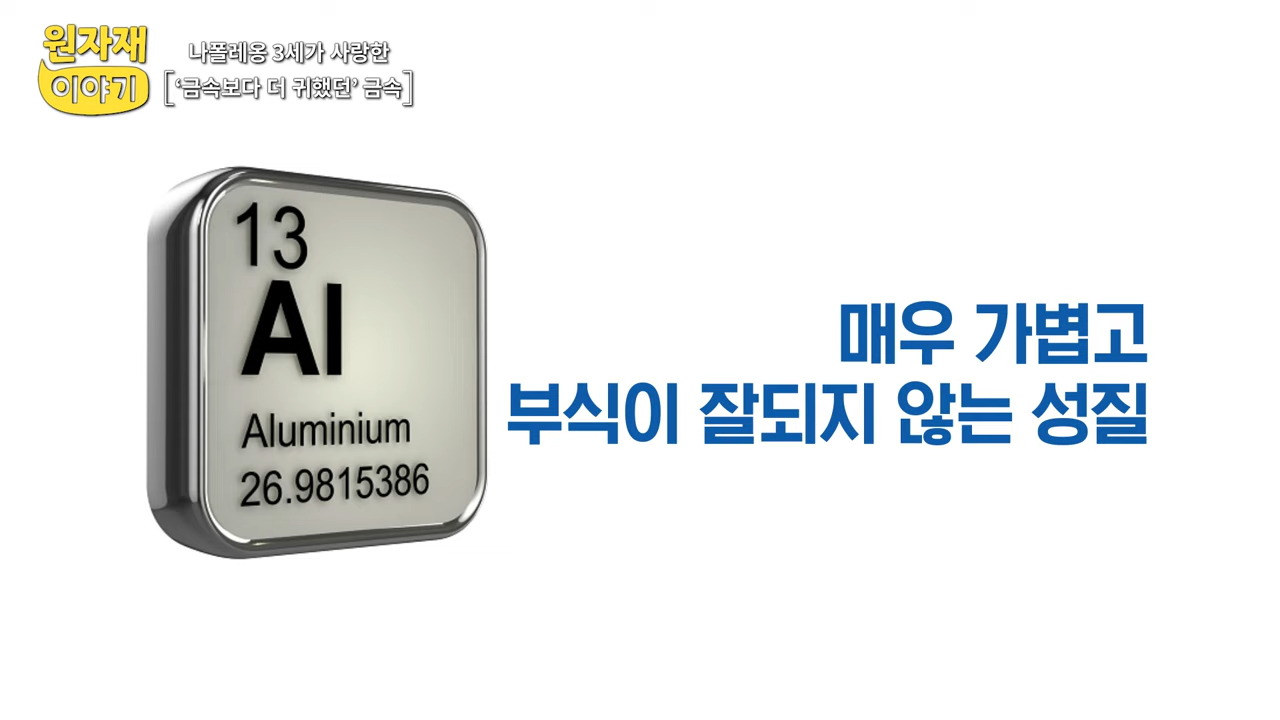 원자재
이야기
나폴레옹 3세가 사랑한
['금속보다 더 귀했던' 금속]
13
Al
Aluminium
26.9815386
매우 가볍고
부식이 잘되지 않는 성질